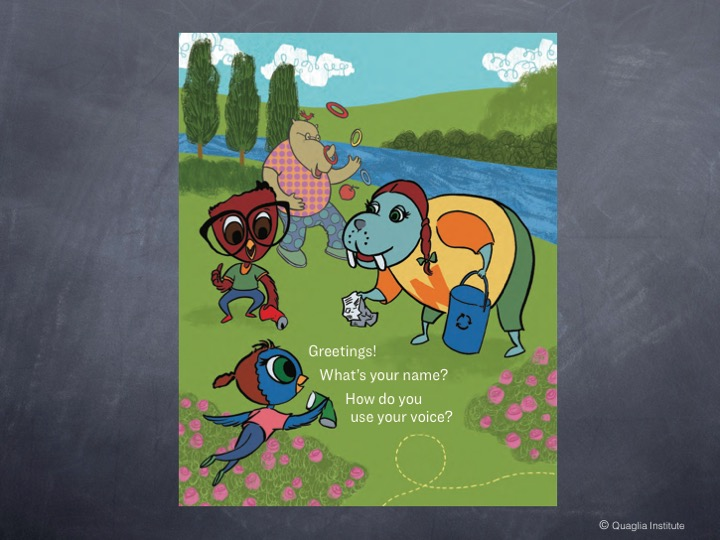 Greetings!
What's your name?
How do you
use your voice?
© Quaglia Institute